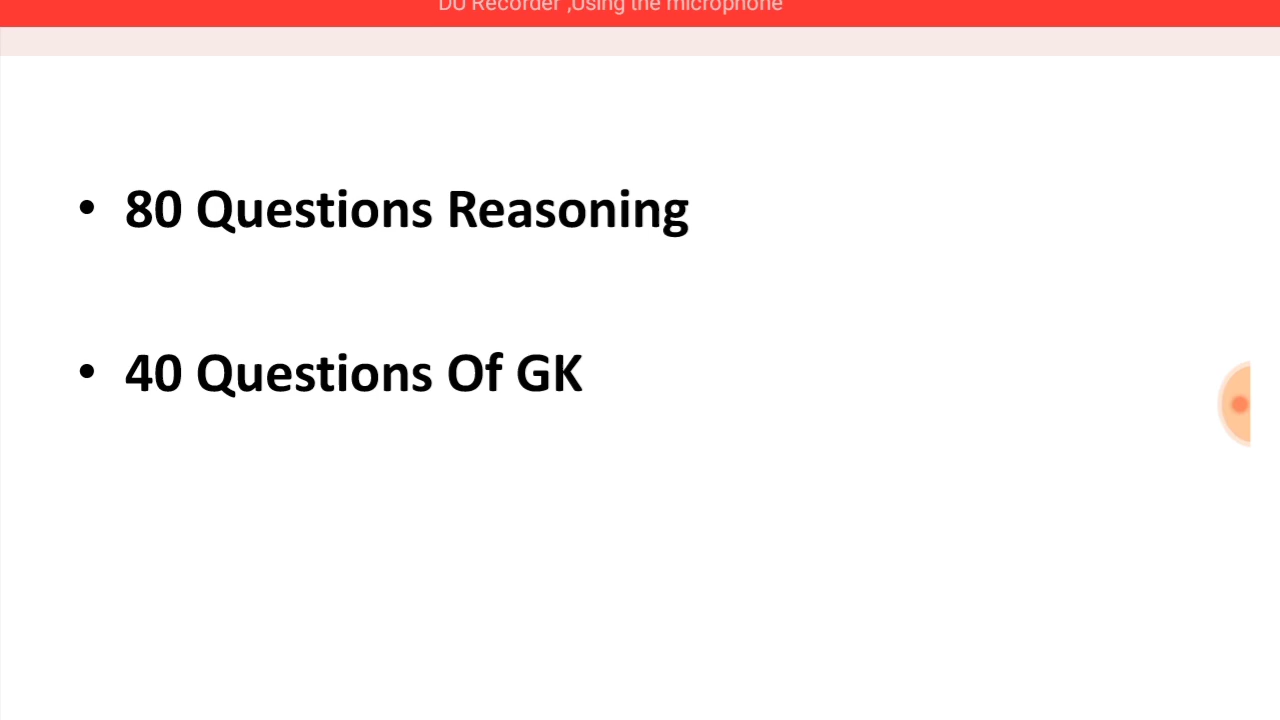 DU Recorder ,Using the microphone
• 80 Questions Reasoning
• 40 Questions Of GK